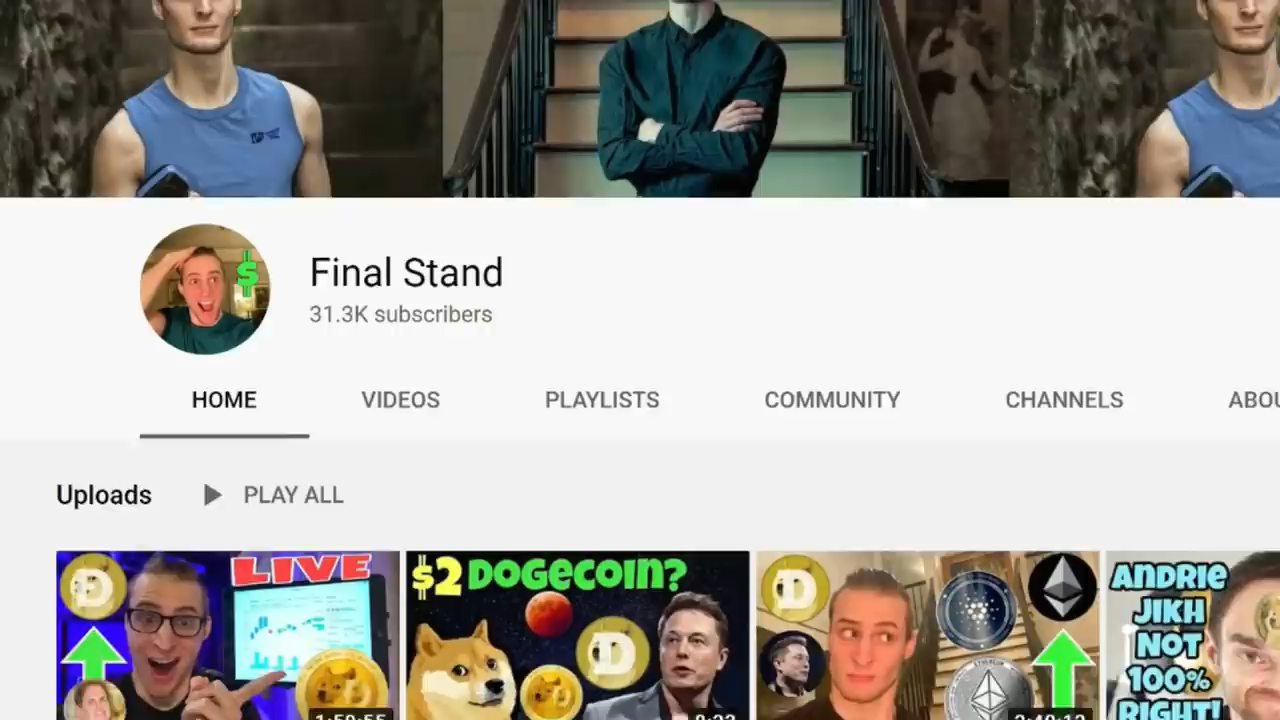 Final Stand
31.3K subscribers
HOME VIDEOS PLAYLISTS COMMUNITY CHANNELS
Uploads PLAY ALL
LIVE
$2 DOGECOIN?
ANDRIE
JIKH
NOT
100%
RIGHT!